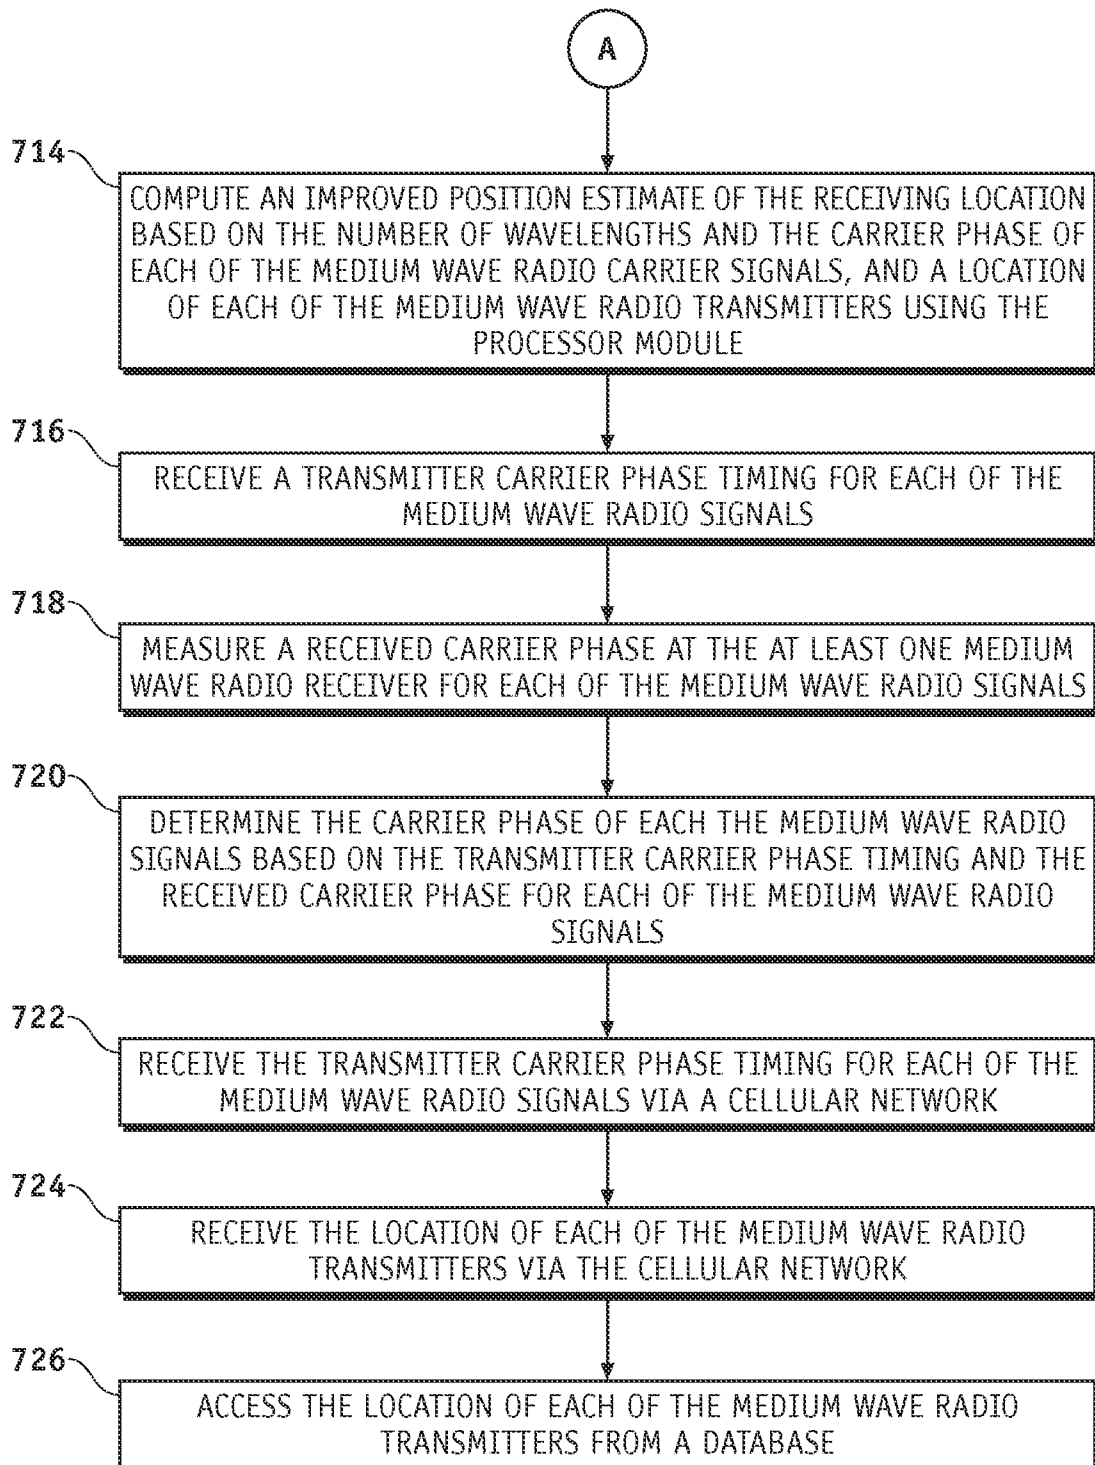 A
714
COMPUTE AN IMPROVED POSITION ESTIMATE OF THE RECEIVING LOCATION
BASED ON THE NUMBER OF WAVELENGTHS AND THE CARRIER PHASE OF
EACH OF THE MEDIUM WAVE RADIO CARRIER SIGNALS, AND A LOCATION
OF EACH OF THE MEDIUM WAVE RADIO TRANSMITTERS USING THE
PROCESSOR MODULE
716
RECEIVE A TRANSMITTER CARRIER PHASE TIMING FOR EACH OF THE
MEDIUM WAVE RADIO SIGNALS
718
MEASURE A RECEIVED CARRIER PHASE AT THE AT LEAST ONE MEDIUM
WAVE RADIO RECEIVER FOR EACH OF THE MEDIUM WAVE RADIO SIGNALS
720
DETERMINE THE CARRIER PHASE OF EACH THE MEDIUM WAVE RADIO
SIGNALS BASED ON THE TRANSMITTER CARRIER PHASE TIMING AND THE
RECEIVED CARRIER PHASE FOR EACH OF THE MEDIUM WAVE RADIO
SIGNALS
722
RECEIVE THE TRANSMITTER CARRIER PHASE TIMING FOR EACH OF THE
MEDIUM WAVE RADIO SIGNALS VIA A CELLULAR NETWORK
724
RECEIVE THE LOCATION OF EACH OF THE MEDIUM WAVE RADIO
TRANSMITTERS VIA THE CELLULAR NETWORK
726
ACCESS THE LOCATION OF EACH OF THE MEDIUM WAVE RADIO
TRANSMITTERS FROM A DATABASE